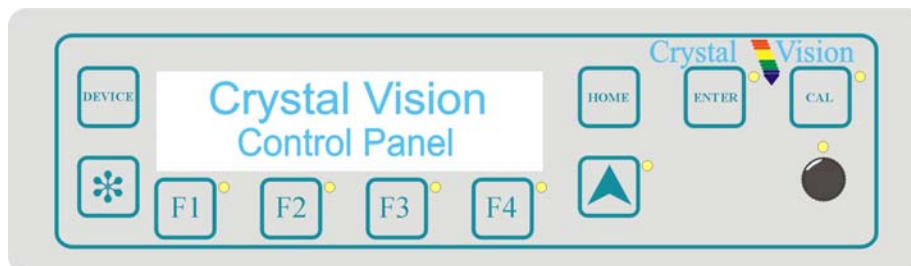 Crystal Vision
DEVICE
Crystal Vision
Control Panel
HOME
ENTER
CAL
F1
F2
F3
F4